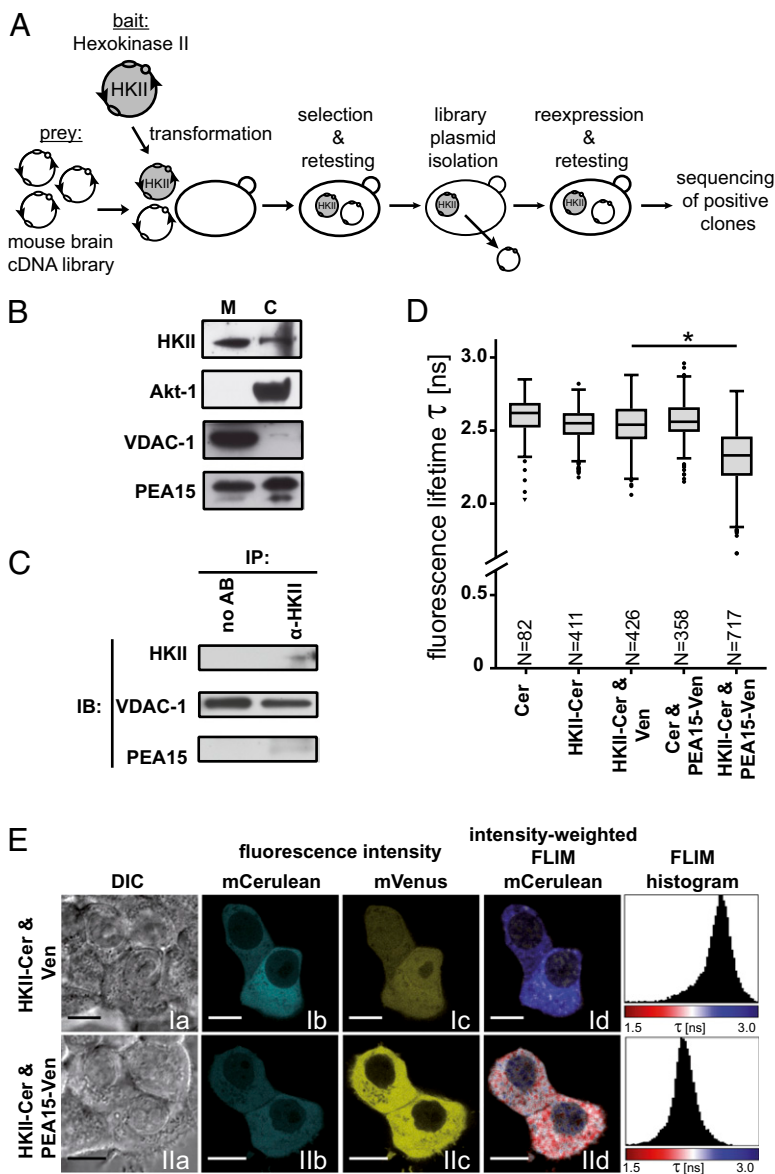 A
bait:
Hexokinase II
HKII
prey:
transformation
HKII
mouse brain
cDNA library
selection
&
retesting
HKII
library
plasmid
isolation
HKII
reexpression
&
retesting
HKII
sequencing
of positive
clones
B
M C
HKII
Akt-1
VDAC-1
PEA15
C
IP:
no AB
α-HKII
IB:
HKII
VDAC-1
PEA15
D
fluorescence lifetime τ [ns]
3.0
2.5
2.0
0.5
0
*
N=82
N=411
N=426
N=358
N=717
Cer
HKII-Cer
HKII-Cer &
Ven
Cer &
PEA15-Ven
HKII-Cer &
PEA15-Ven
E
fluorescence intensity
intensity-weighted
DIC
mCerulean
mVenus
FLIM
mCerulean
FLIM
histogram
HKII-Cer &
Ven
Ia
Ib
Ic
Id
1.5 τ [ns] 3.0
HKII-Cer &
PEA15-Ven
IIa
IIb
IIc
IId
1.5 τ [ns] 3.0